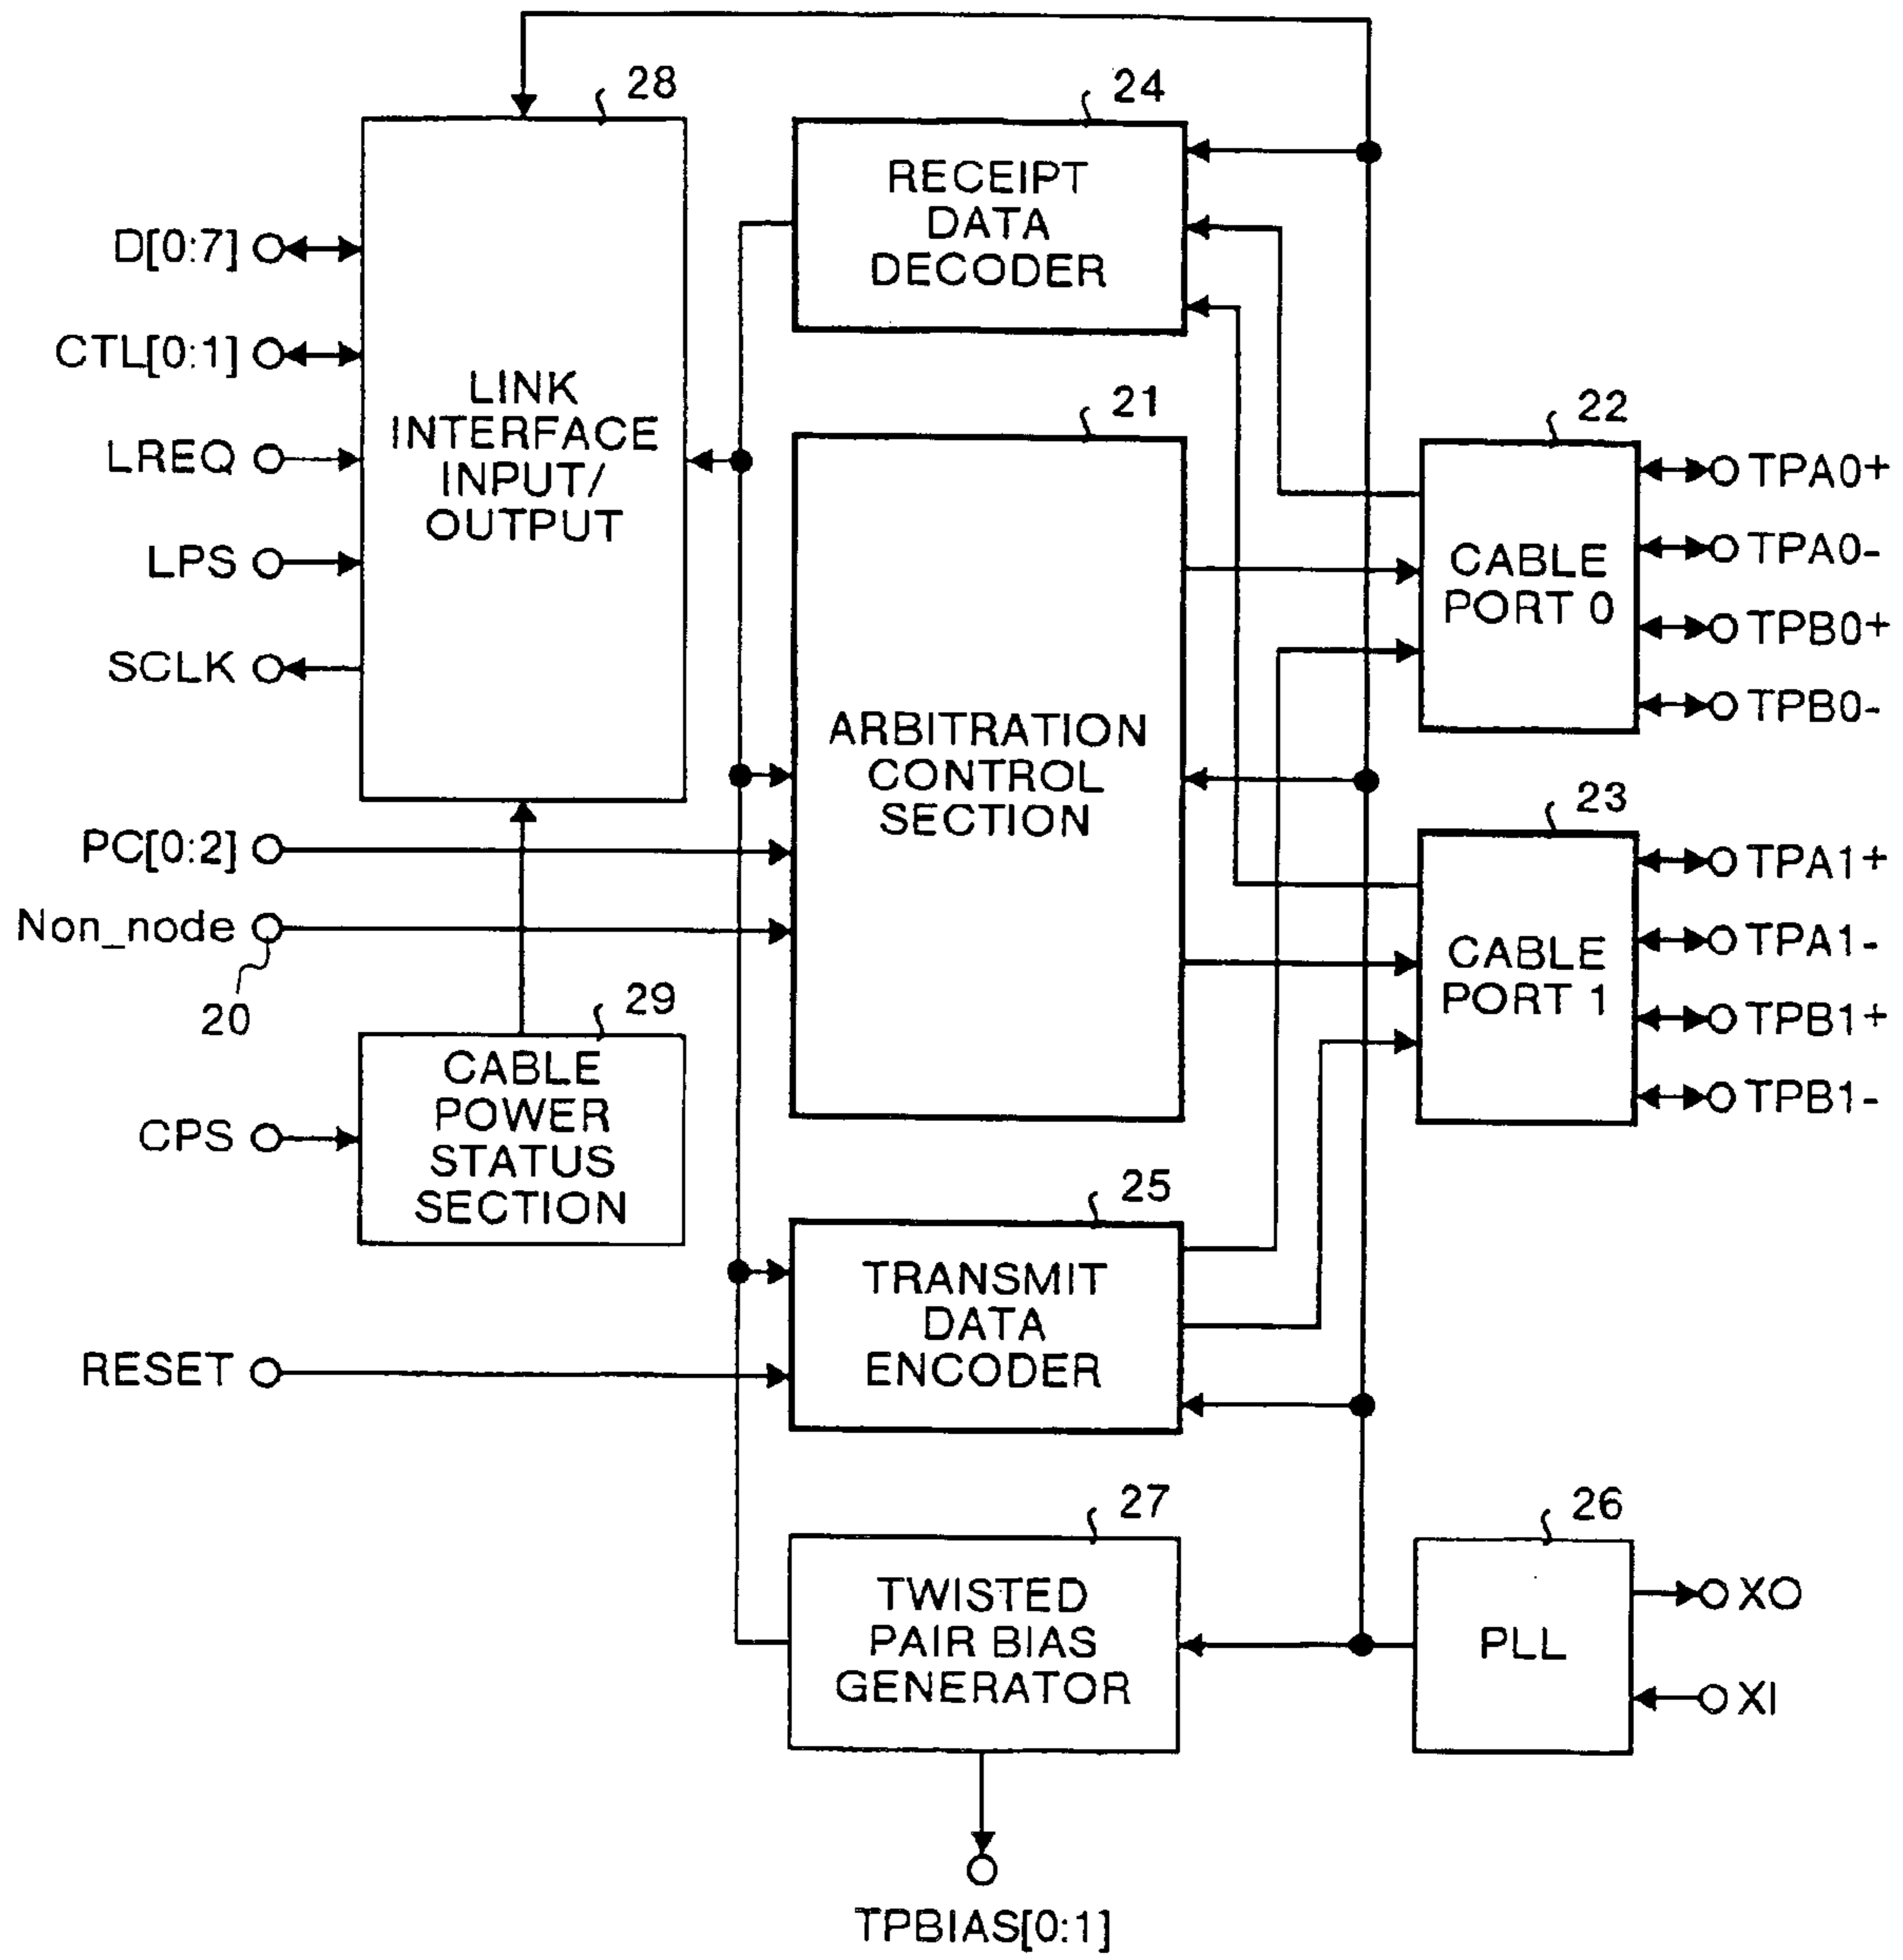 28
24
RECEIPT
DATA
DECODER
D[0:7]
CTL[0:1]
LREQ
LPS
SCLK
LINK
INTERFACE
INPUT/
OUTPUT
21
ARBITRATION
CONTROL
SECTION
22
CABLE
PORT 0
TPA0+
TPA0-
TPB0+
TPB0-
23
CABLE
PORT 1
TPA1+
TPA1-
TPB1+
TPB1-
PC[0:2]
Non_node
20
29
CABLE
POWER
STATUS
SECTION
CPS
25
TRANSMIT
DATA
ENCODER
RESET
27
TWISTED
PAIR BIAS
GENERATOR
26
PLL
XO
XI
TPBIAS[0:1]